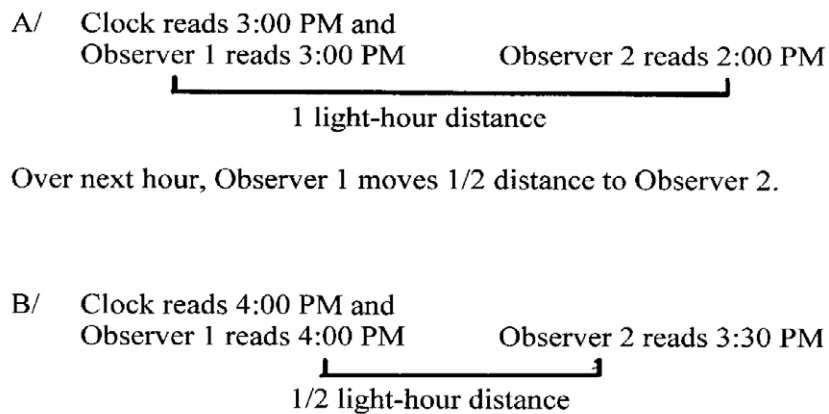 A/ Clock reads 3:00 PM and
Observer 1 reads 3:00 PM Observer 2 reads 2:00 PM
1 light-hour distance
Over next hour, Observer 1 moves 1/2 distance to Observer 2.
B/ Clock reads 4:00 PM and
Observer 1 reads 4:00 PM Observer 2 reads 3:30 PM
1/2 light-hour distance